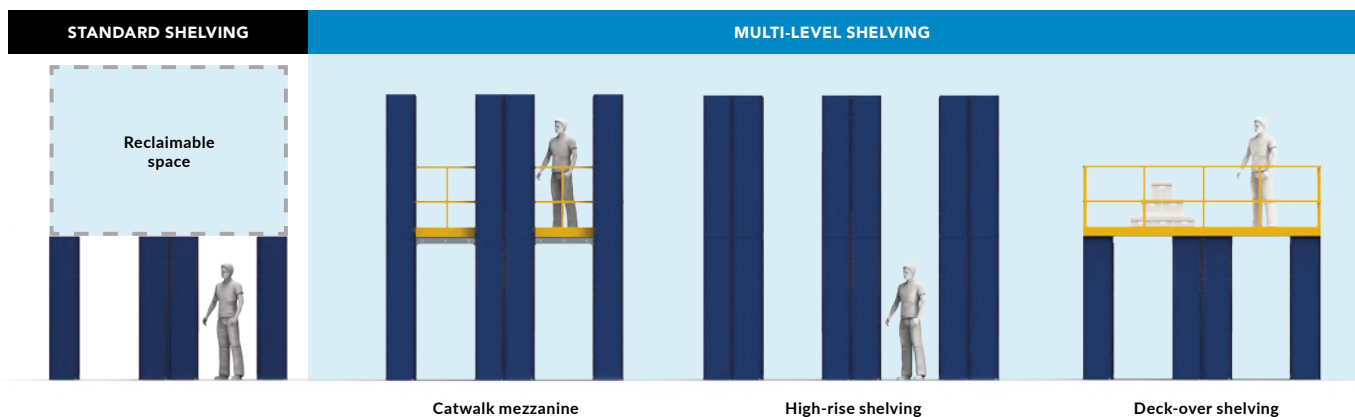 STANDARD SHELVING
MULTI-LEVEL SHELVING
Reclaimable
space
Catwalk mezzanine
High-rise shelving
Deck-over shelving